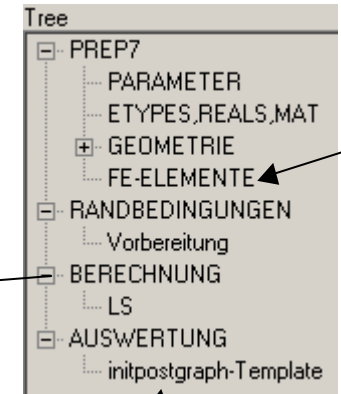 Tree
PREP7
PARAMETER
ETYPES,REALS,MAT
GEOMETRIE
FE-ELEMENTE
RANDBEDINGUNGEN
Vorbereitung
BERECHNUNG
LS
AUSWERTUNG
initpostgraph-Template